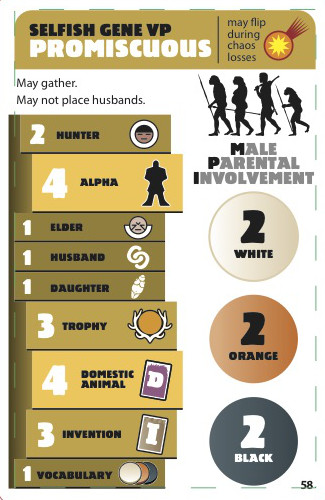 SELFISH GENE VP
PROMISCUOUS
may flip
during
chaos
losses
May gather.
May not place husbands.
MALE
PARENTAL
INVOLVEMENT
2 HUNTER
4 ALPHA
1 ELDER
1 HUSBAND
1 DAUGHTER
3 TROPHY
4 DOMESTIC
ANIMAL
D
3 INVENTION
I
1 VOCABULARY
2
WHITE
2
ORANGE
2
BLACK
58